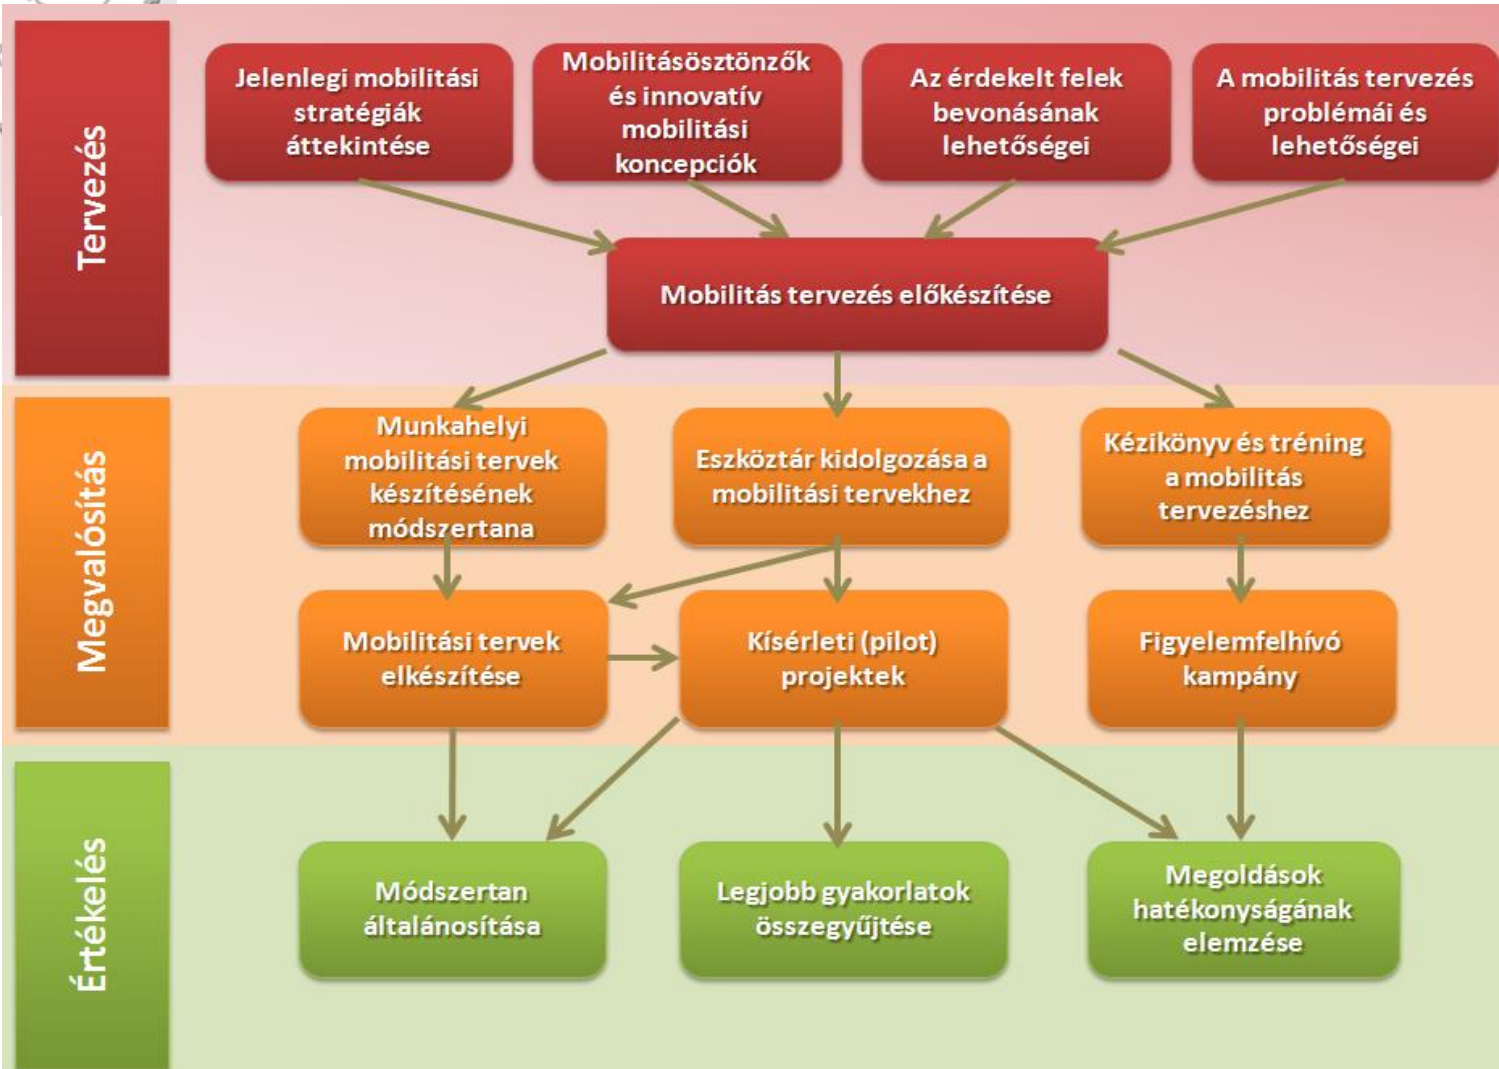 Tervezés
Jelenlegi mobilitási
stratégiák
áttekintése
Mobilitásösztönzők
és innovatív
mobilitási
koncepciók
Az érdekelt felek
bevonásának
lehetőségei
A mobilitás tervezés
problémái és
lehetőségei
Mobilitás tervezés előkészítése
Megvalósítás
Munkahelyi
mobilitási tervek
készítésének
módszertana
Eszköztár kidolgozása a
mobilitási tervekhez
Kézikönyv és tréning
a mobilitás
tervezéshez
Mobilitási tervek
elkészítése
Kísérleti (pilot)
projektek
Figyelemfelhívó
kampány
Értékelés
Módszertan
általánosítása
Legjobb gyakorlatok
összegyűjtése
Megoldások
hatékonyságának
elemzése